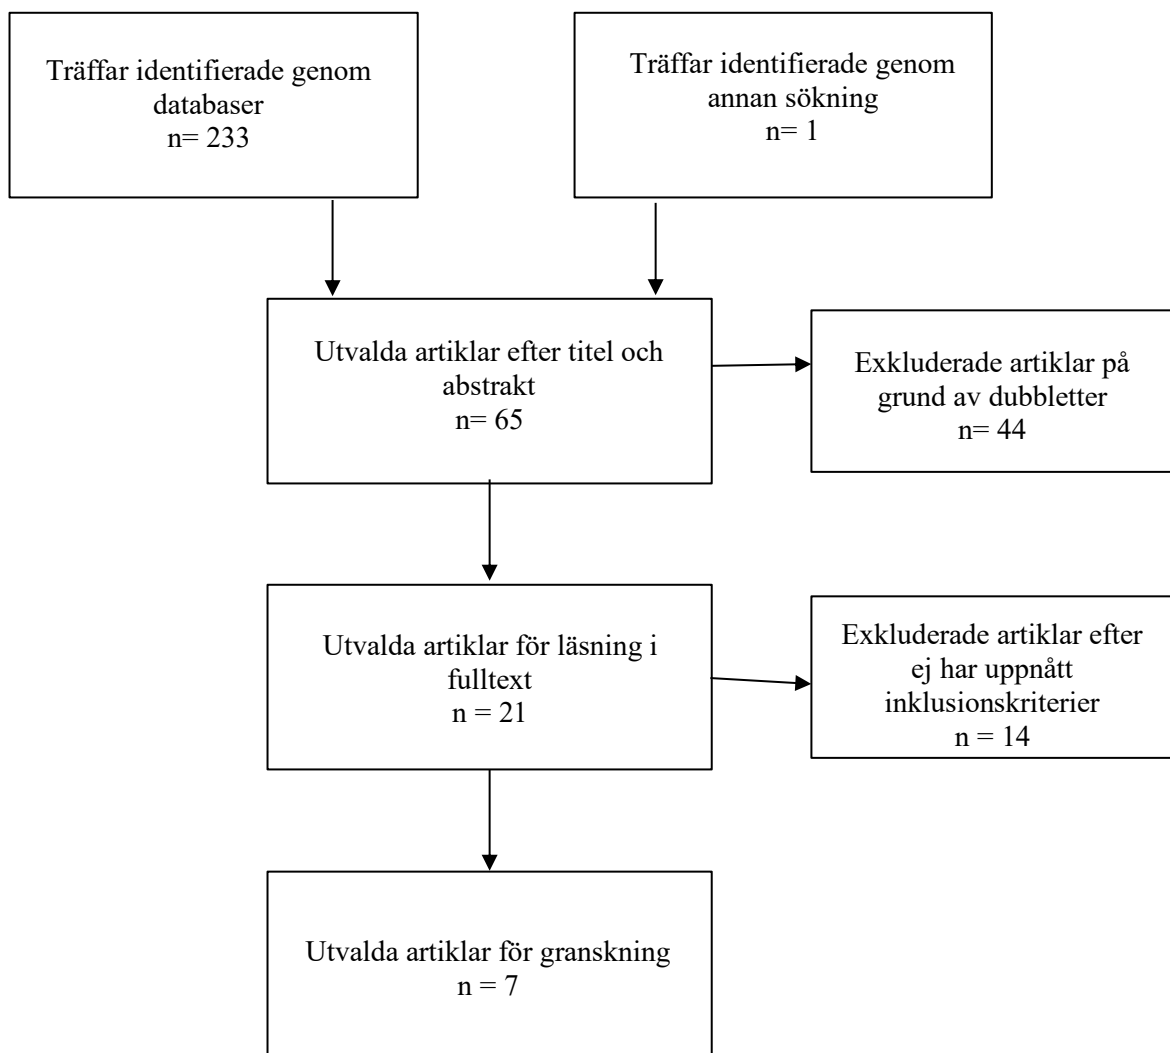 Träffar identifierade genom
databaser
n= 233
Träffar identifierade genom
annan sökning
n= 1
Utvalda artiklar efter titel och
abstrakt
n= 65
Exkluderade artiklar på
grund av dubbletter
n= 44
Utvalda artiklar för läsning i
fulltext
n = 21
Exkluderade artiklar efter
ej har uppnått
inklusionskriterier
n = 14
Utvalda artiklar för granskning
n = 7